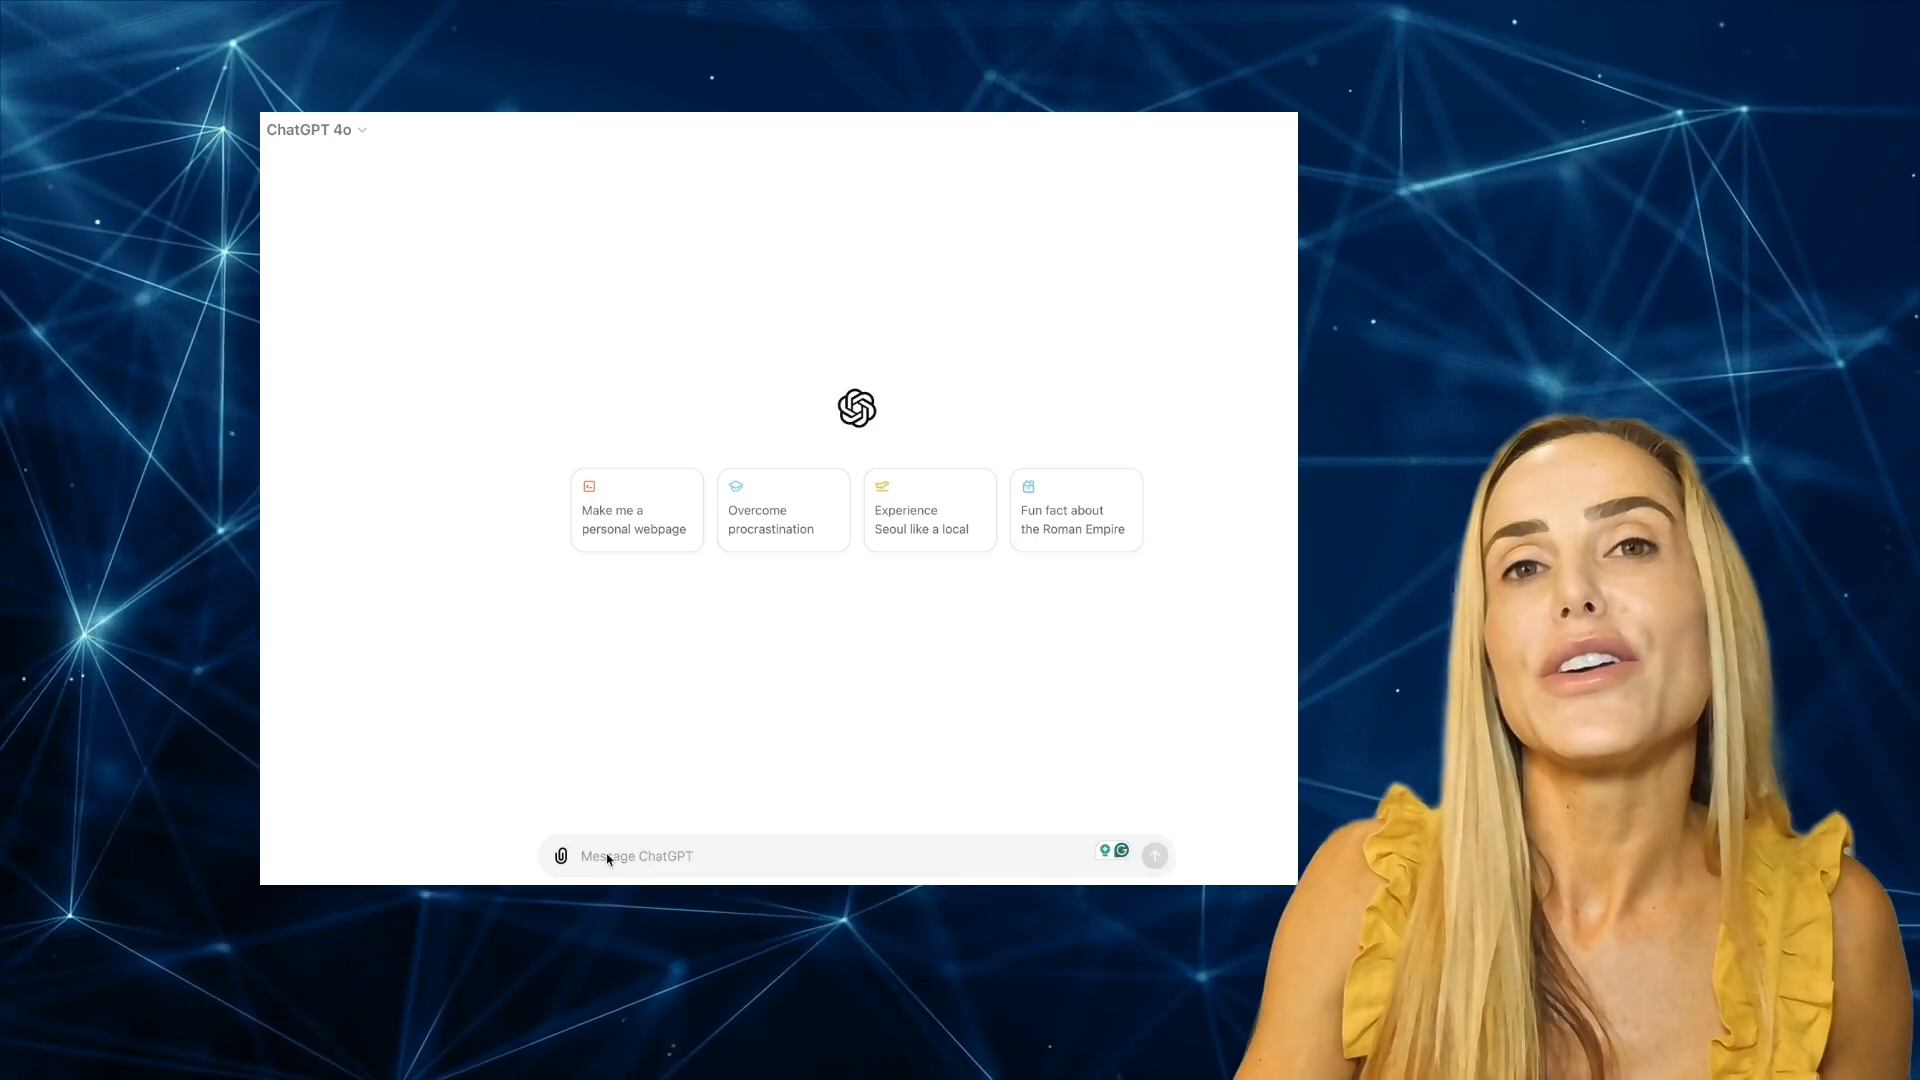 ChatGPT 4o
Make me a
personal webpage
Overcome
procrastination
Experience
Seoul like a local
Fun fact about
the Roman Empire
Message ChatGPT